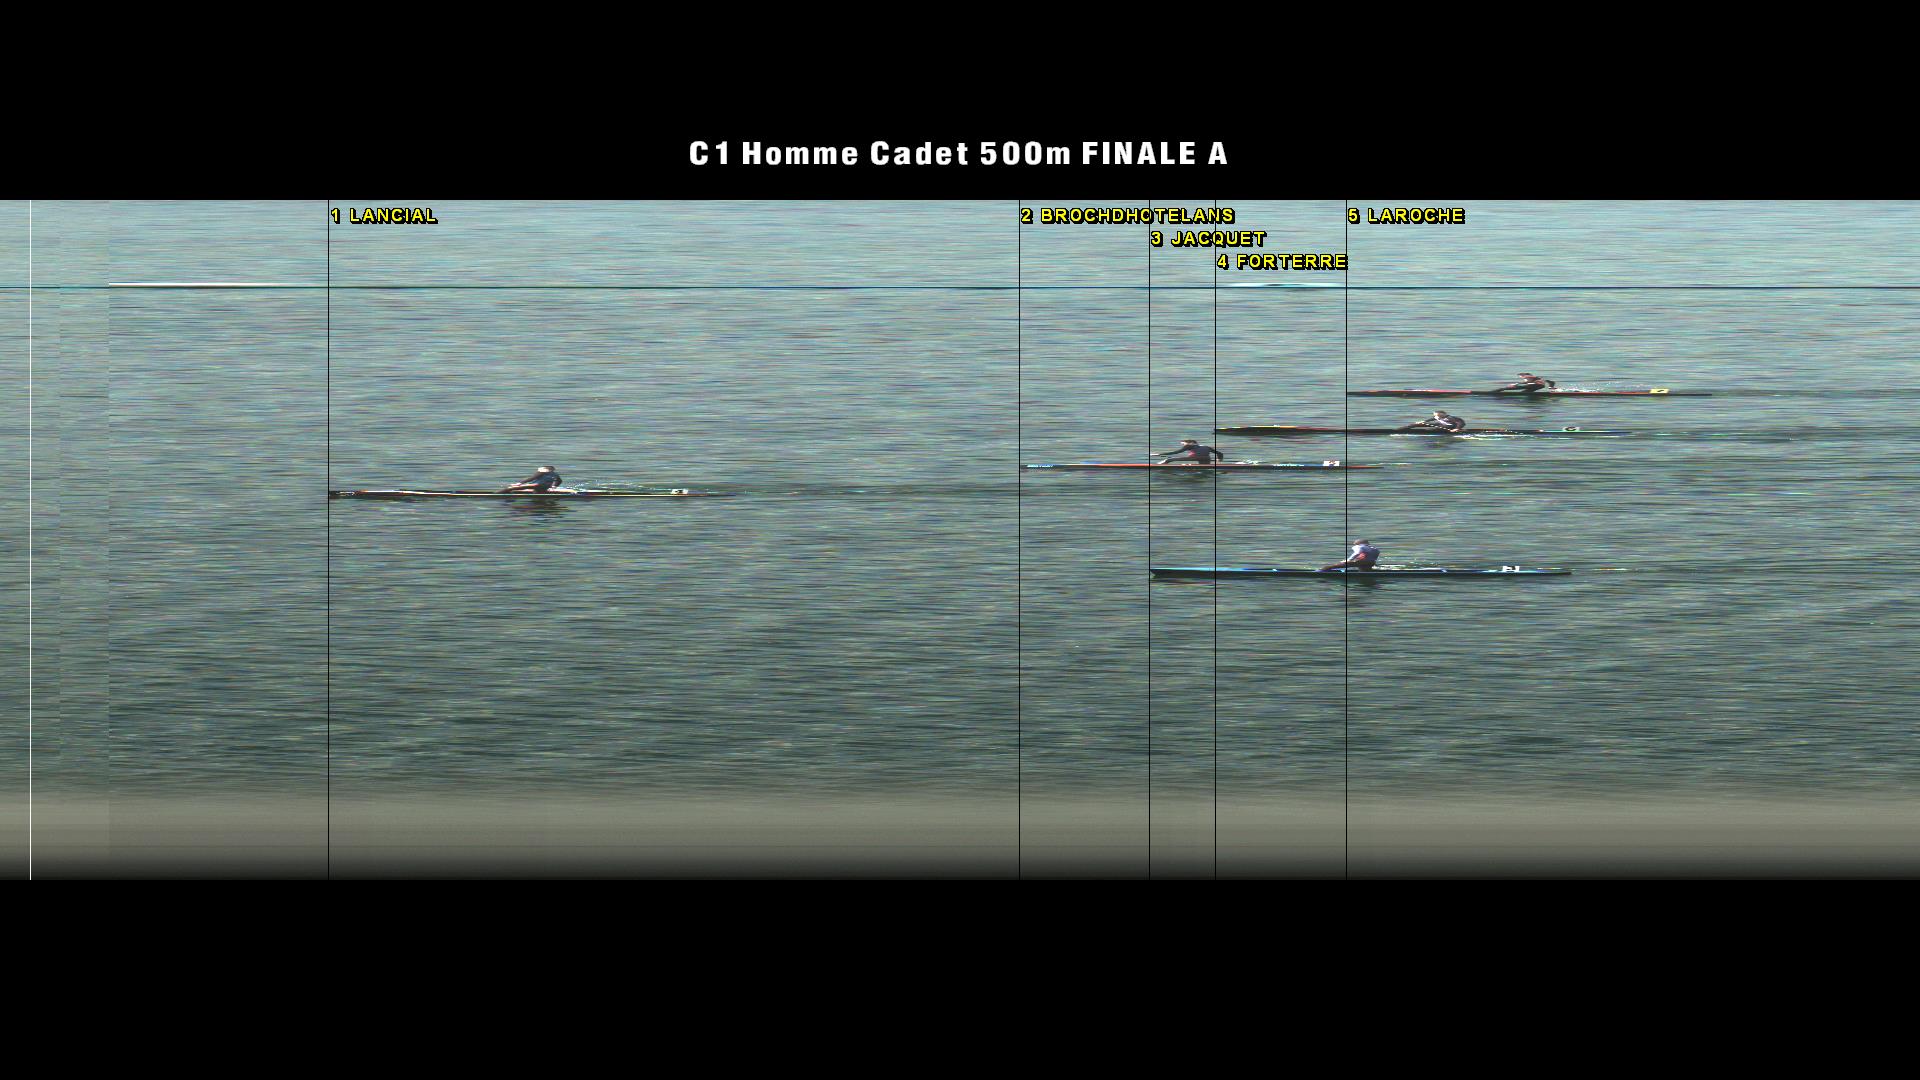 C1 Homme Cadet 500m FINALE A
1 LANCIAL
2 BROCHDHOTELANS
5 LAROCHE
3 JACQUET
4 FORTERRE